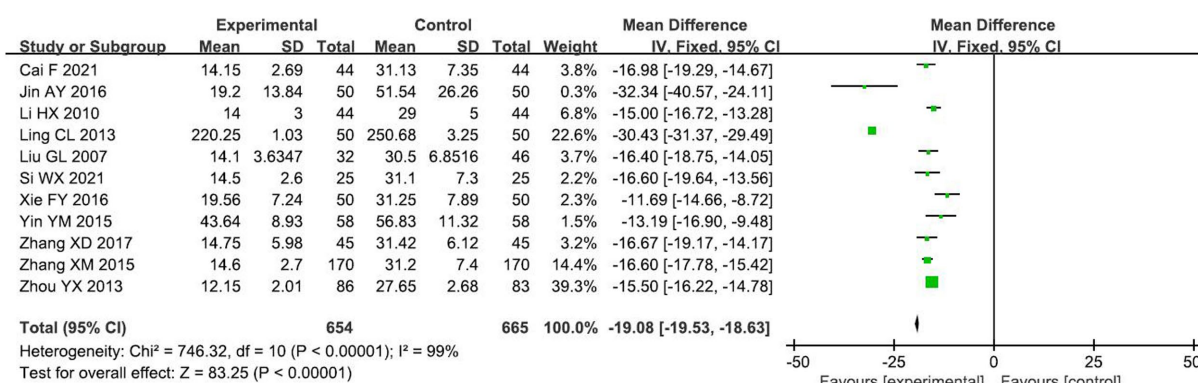 Experimental Control Mean Difference Mean Difference
Study or Subgroup Mean SD Total Mean SD Total Weight IV. Fixed. 95% CI IV. Fixed. 95% CI
Cai F 2021 14.15 2.69 44 31.13 7.35 44 3.8% -16.98 [-19.29, -14.67]
Jin AY 2016 19.2 13.84 50 51.54 26.26 50 0.3% -32.34 [-40.57, -24.11]
Li HX 2010 14 3 44 29 5 44 6.8% -15.00 [-16.72, -13.28]
Ling CL 2013 220.25 1.03 50 250.68 3.25 50 22.6% -30.43 [-31.37, -29.49]
Liu GL 2007 14.1 3.6347 32 30.5 6.8516 46 3.7% -16.40 [-18.75, -14.05]
Si WX 2021 14.5 2.6 25 31.1 7.3 25 2.2% -16.60 [-19.64, -13.56]
Xie FY 2016 19.56 7.24 50 31.25 7.89 50 2.3% -11.69 [-14.66, -8.72]
Yin YM 2015 43.64 8.93 58 56.83 11.32 58 1.5% -13.19 [-16.90, -9.48]
Zhang XD 2017 14.75 5.98 45 31.42 6.12 45 3.2% -16.67 [-19.17, -14.17]
Zhang XM 2015 14.6 2.7 170 31.2 7.4 170 14.4% -16.60 [-17.78, -15.42]
Zhou YX 2013 12.15 2.01 86 27.65 2.68 83 39.3% -15.50 [-16.22, -14.78]
Total (95% CI) 654 665 100.0% -19.08 [-19.53, -18.63]
Heterogeneity: Chi² = 746.32, df = 10 (P < 0.00001); I² = 99%
Test for overall effect: Z = 83.25 (P < 0.00001)
-50 -25 0 25 50
Favours [experimental] Favours [control]